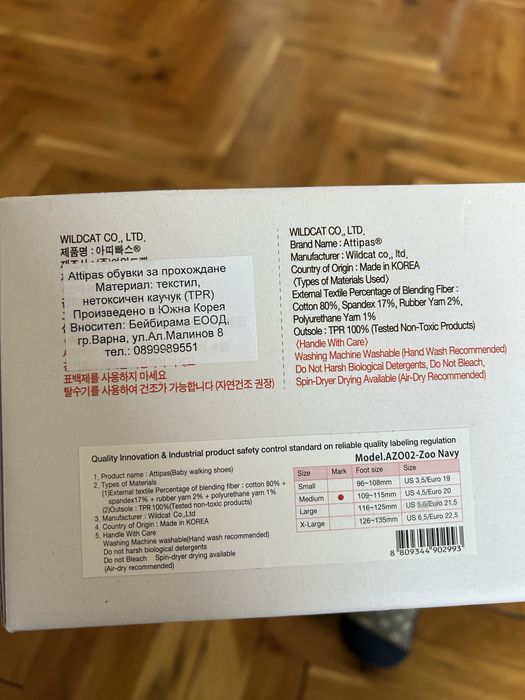 WILDCAT CO., LTD.
제품명 : 아띠빠스®
Attipas обувки за прохождане
Материал: текстил,
нетоксичен каучук (TPR)
Произведено в Южна Корея
Вносител: Бейбирама ЕООД,
гр.Варна, ул.Ал.Малинов 8
тел.: 0899989551
표백제를 사용하지 마세요
탈수기를 사용하여 건조가 가능합니다 (자연건조 권장)
WILDCAT CO., LTD.
Brand Name : Attipas®
Manufacturer : Wildcat co., ltd.
Country of Origin : Made in KOREA
〈Types of Materials Used〉
External Textile Percentage of Blending Fiber :
Cotton 80%, Spandex 17%, Rubber Yarn 2%,
Polyurethane Yarn 1%
Outsole : TPR 100% (Tested Non-Toxic Products)
〈Handle With Care〉
Washing Machine Washable (Hand Wash Recommended)
Do Not Harsh Biological Detergents, Do Not Bleach,
Spin-Dryer Drying Available (Air-Dry Recommended)
Quality Innovation & Industrial product safety control standard on reliable quality labeling regulation
1. Product name : Attipas(Baby walking shoes)
2. Types of Materials
(1)External textile Percentage of blending fiber : cotton 80% +
spandex17% + rubber yarn 2% + polyurethane yarn 1%
(2)Outsole : TPR 100%(Tested non-toxic products)
3. Manufacturer : Wildcat Co.,Ltd
4. Country of Origin : Made in KOREA
5. Handle With Care
Washing Machine washable(Hand wash recommended)
Do not harsh biological detergents
Do not Bleach Spin-dryer drying available
(Air-dry recommended)
Model.AZO02-Zoo Navy
Size Mark Foot size Size
Small 96~108mm US 3,5/Euro 19
Medium ● 109~115mm US 4,5/Euro 20
Large 116~125mm US 5,6/Euro 21,5
X-Large 126~135mm US 6,5/Euro 22,5
8 809344 902993